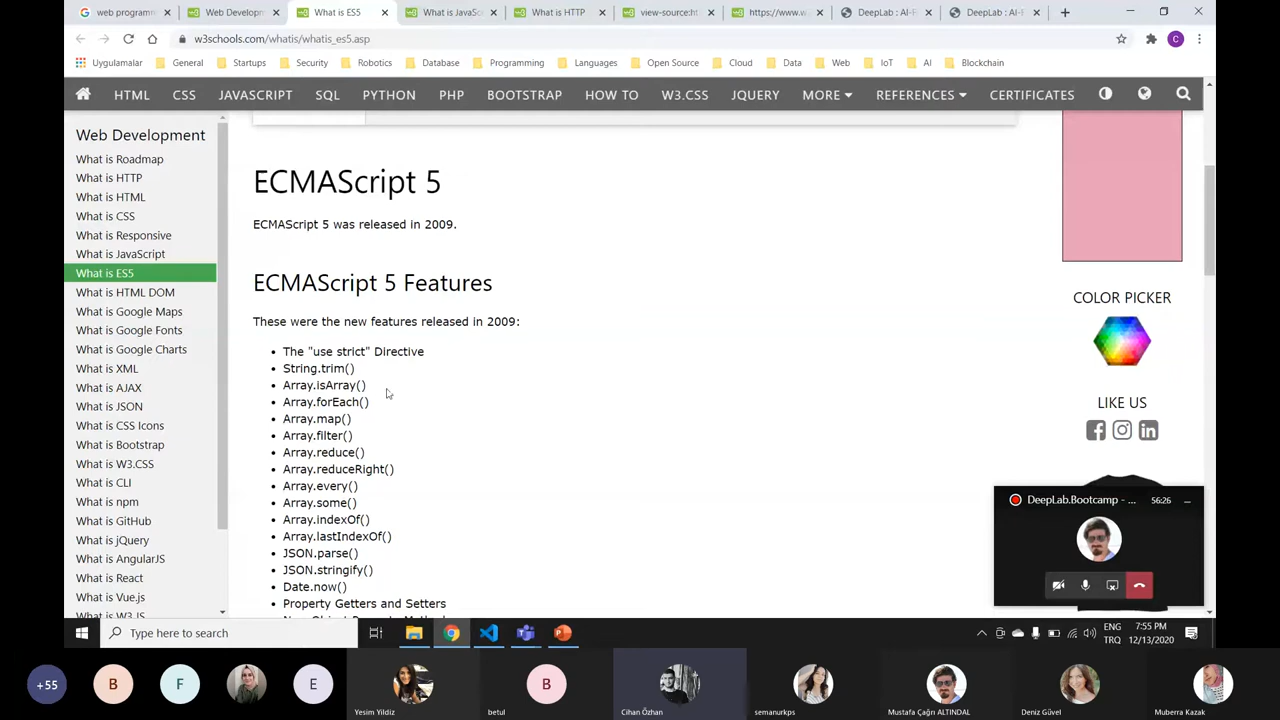 web programn
Web Developn
What is ES5
What is JavaSc
What is HTTP
view-source:ht
https://www.w
DeepLab : AI-F
DeepLab : AI-F
w3schools.com/whatis/whatis_es5.asp
C
Uygulamalar General Startups Security Robotics Database Programming Languages Open Source Cloud Data Web IoT AI Blockchain
HTML CSS JAVASCRIPT SQL PYTHON PHP BOOTSTRAP HOW TO W3.CSS JQUERY MORE REFERENCES CERTIFICATES
Web Development
What is Roadmap
What is HTTP
What is HTML
What is CSS
What is Responsive
What is JavaScript
What is ES5
What is HTML DOM
What is Google Maps
What is Google Fonts
What is Google Charts
What is XML
What is AJAX
What is JSON
What is CSS Icons
What is Bootstrap
What is W3.CSS
What is CLI
What is npm
What is GitHub
What is jQuery
What is AngularJS
What is React
What is Vue.js
What is W3.JS
ECMAScript 5
ECMAScript 5 was released in 2009.
ECMAScript 5 Features
These were the new features released in 2009:
The "use strict" Directive
String.trim()
Array.isArray()
Array.forEach()
Array.map()
Array.filter()
Array.reduce()
Array.reduceRight()
Array.every()
Array.some()
Array.indexOf()
Array.lastIndexOf()
JSON.parse()
JSON.stringify()
Date.now()
Property Getters and Setters
COLOR PICKER
LIKE US
DeepLab.Bootcamp - ... 56:26
Type here to search
ENG
TRQ
7:55 PM
12/13/2020
+55
B
F
E
B
Yesim Yildiz
betul
Cihan Özhan
semanurkps
Mustafa Çağrı ALTINDAL
Deniz Güvel
Muberra Kazak